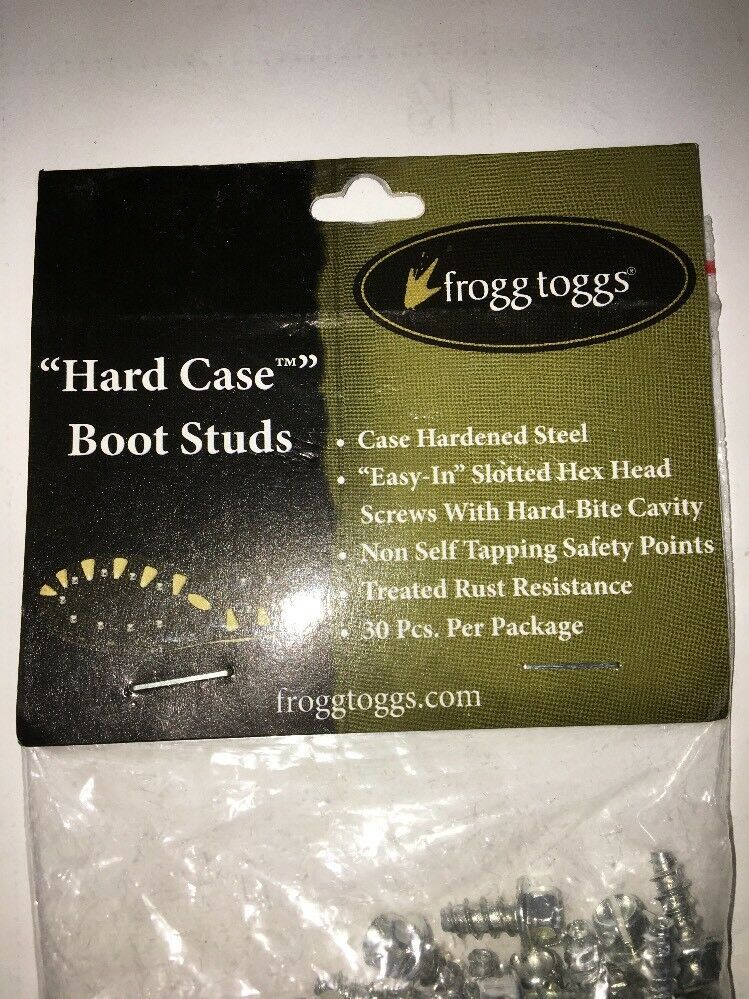 frogg toggs®
"Hard Case™"
Boot Studs
• Case Hardened Steel
• "Easy-In" Slotted Hex Head
Screws With Hard-Bite Cavity
• Non Self Tapping Safety Points
• Treated Rust Resistance
• 30 Pcs. Per Package
froggtoggs.com